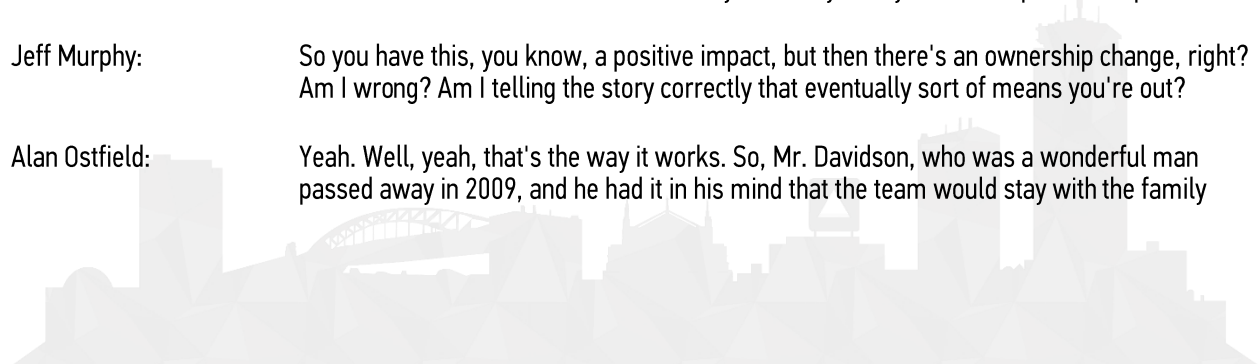 Jeff Murphy: So you have this, you know, a positive impact, but then there's an ownership change, right?
Am I wrong? Am I telling the story correctly that eventually sort of means you're out?
Alan Ostfield: Yeah. Well, yeah, that's the way it works. So, Mr. Davidson, who was a wonderful man
passed away in 2009, and he had it in his mind that the team would stay with the family